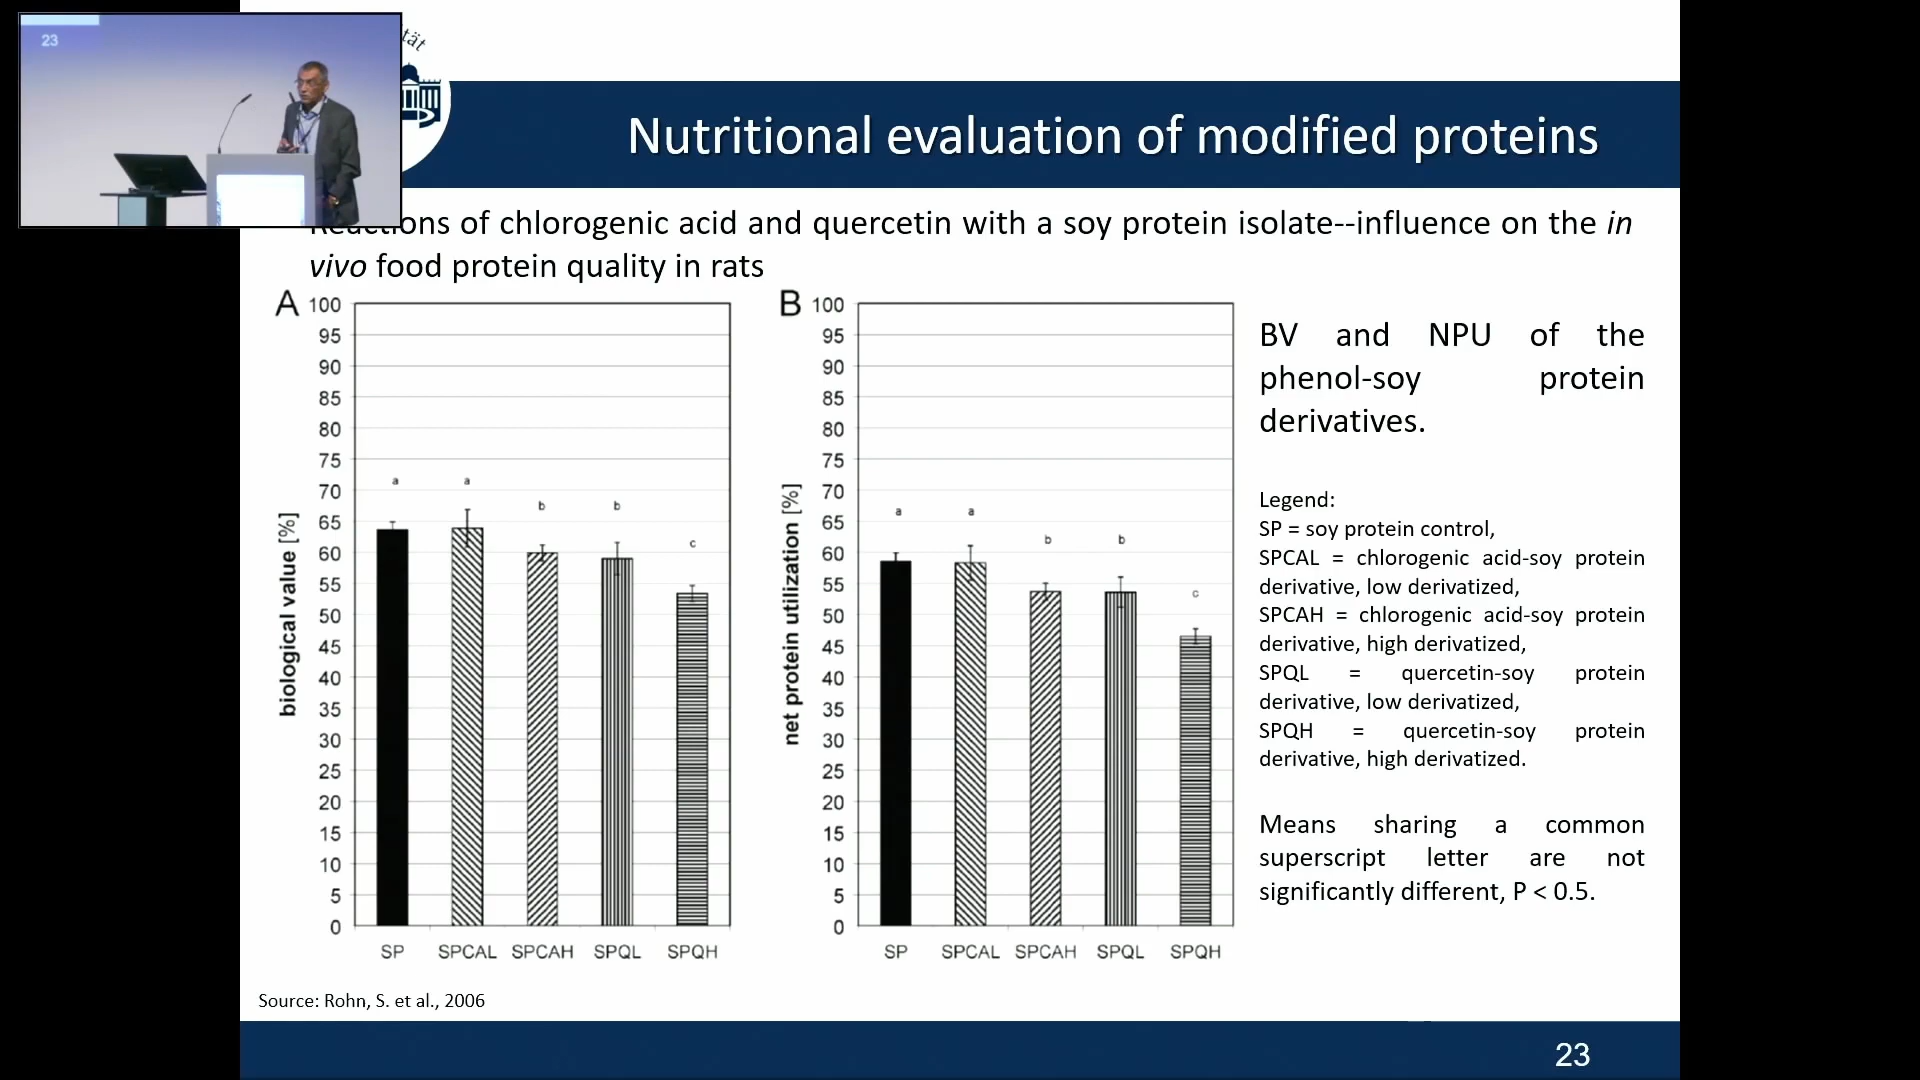 23
tät
Nutritional evaluation of modified proteins
Reactions of chlorogenic acid and quercetin with a soy protein isolate--influence on the in
vivo food protein quality in rats
A
100
95
90
85
80
75
70
65
60
55
50
45
40
35
30
25
20
15
10
5
0
biological value [%]
a
a
b
b
c
SP SPCAL SPCAH SPQL SPQH
B
100
95
90
85
80
75
70
65
60
55
50
45
40
35
30
25
20
15
10
5
0
net protein utilization [%]
a
a
b
b
c
SP SPCAL SPCAH SPQL SPQH
BV and NPU of the
phenol-soy protein
derivatives.
Legend:
SP = soy protein control,
SPCAL = chlorogenic acid-soy protein
derivative, low derivatized,
SPCAH = chlorogenic acid-soy protein
derivative, high derivatized,
SPQL = quercetin-soy protein
derivative, low derivatized,
SPQH = quercetin-soy protein
derivative, high derivatized.
Means sharing a common
superscript letter are not
significantly different, P < 0.5.
Source: Rohn, S. et al., 2006
23